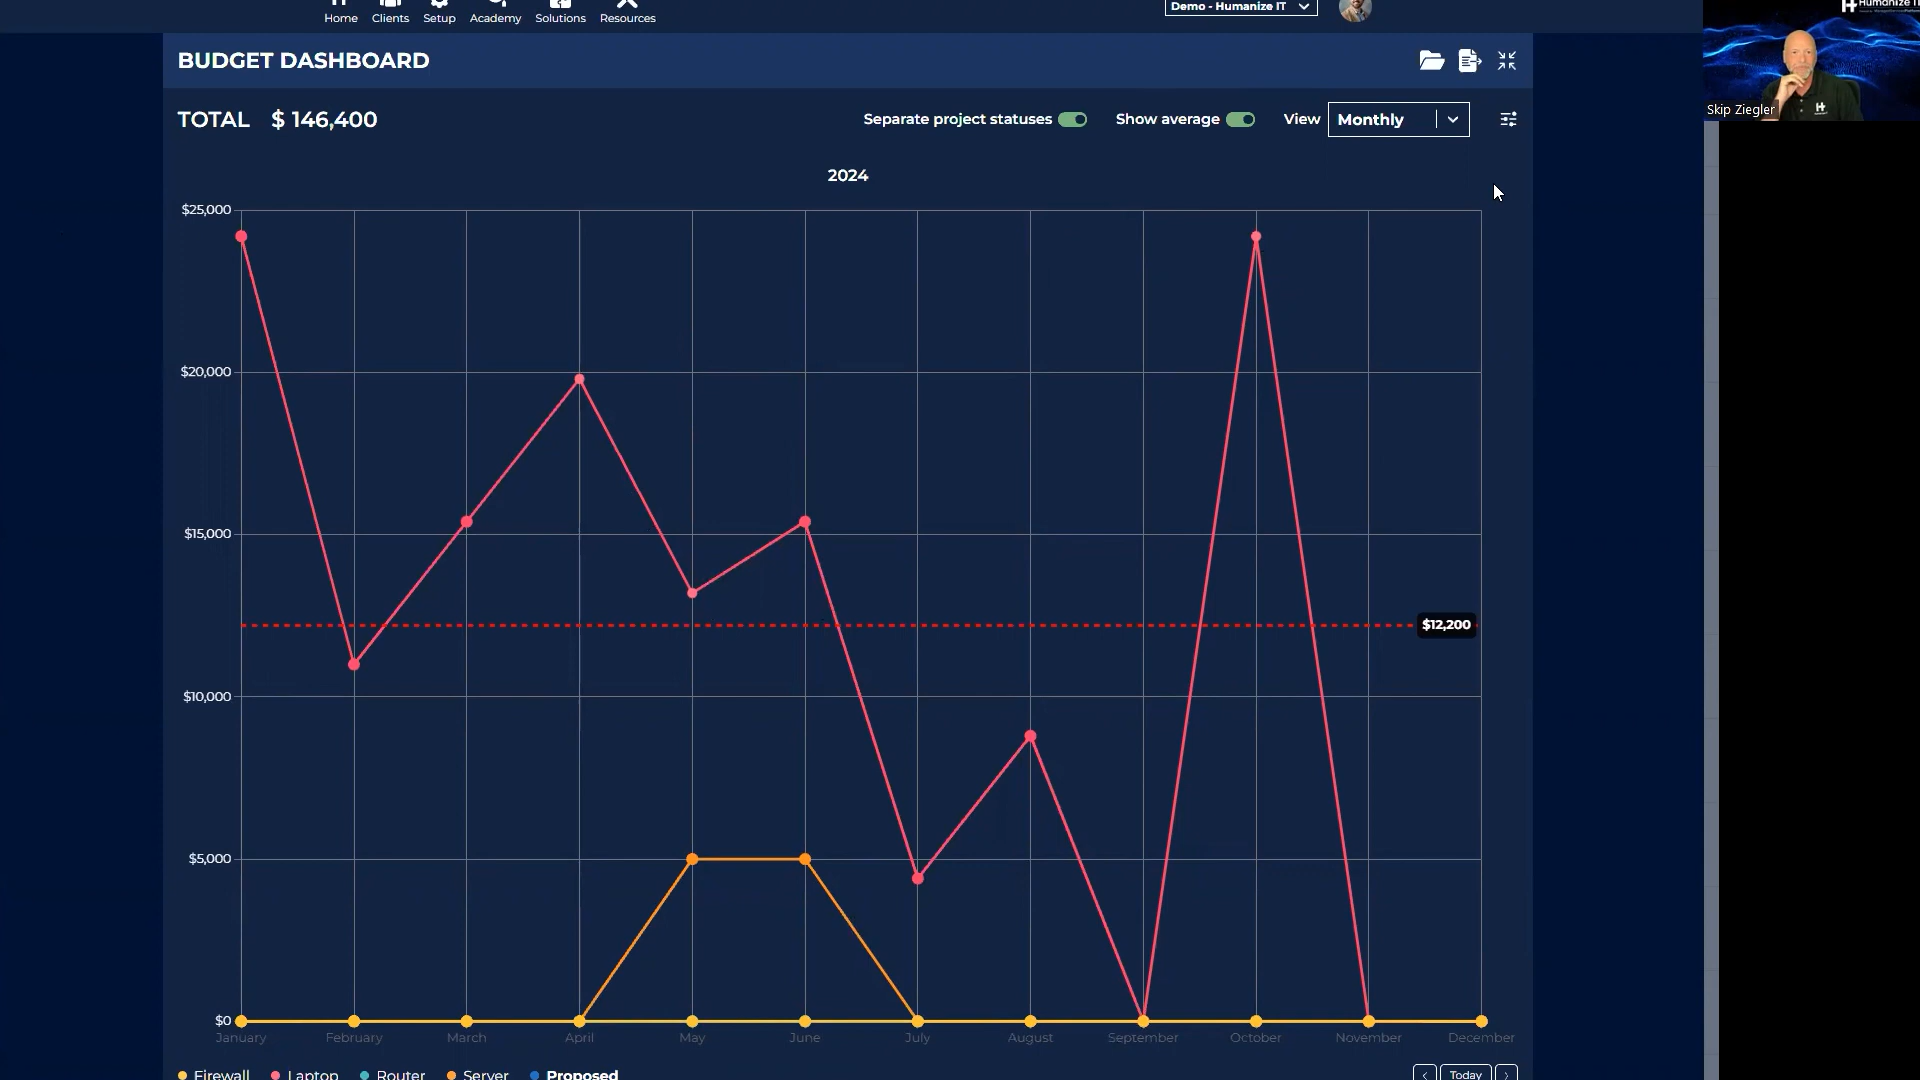 Home Clients Setup Academy Solutions Resources
Demo - Humanize IT
Humanize IT
BUDGET DASHBOARD
Skip Ziegler
TOTAL $ 146,400
Separate project statuses
Show average
View Monthly
2024
$25,000
$20,000
$15,000
$12,200
$10,000
$5,000
$0
January February March April May June July August September October November December
Firewall Laptop Router Server Proposed
< Today >